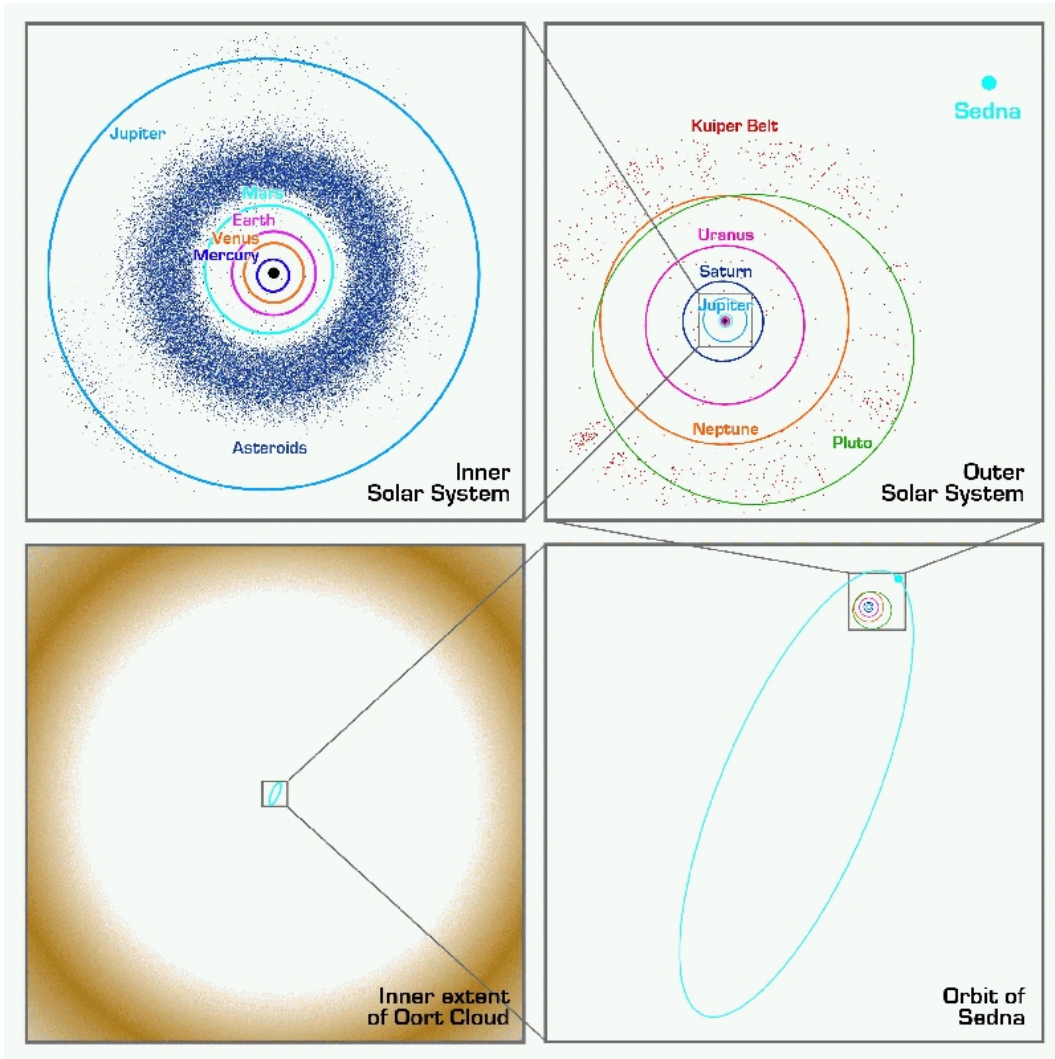 Jupiter
Mars
Earth
Venus
Mercury
Asteroids
Inner
Solar System
Sedna
Kuiper Belt
Uranus
Saturn
Jupiter
Neptune
Pluto
Outer
Solar System
Inner extent
of Oort Cloud
Orbit of
Sedna